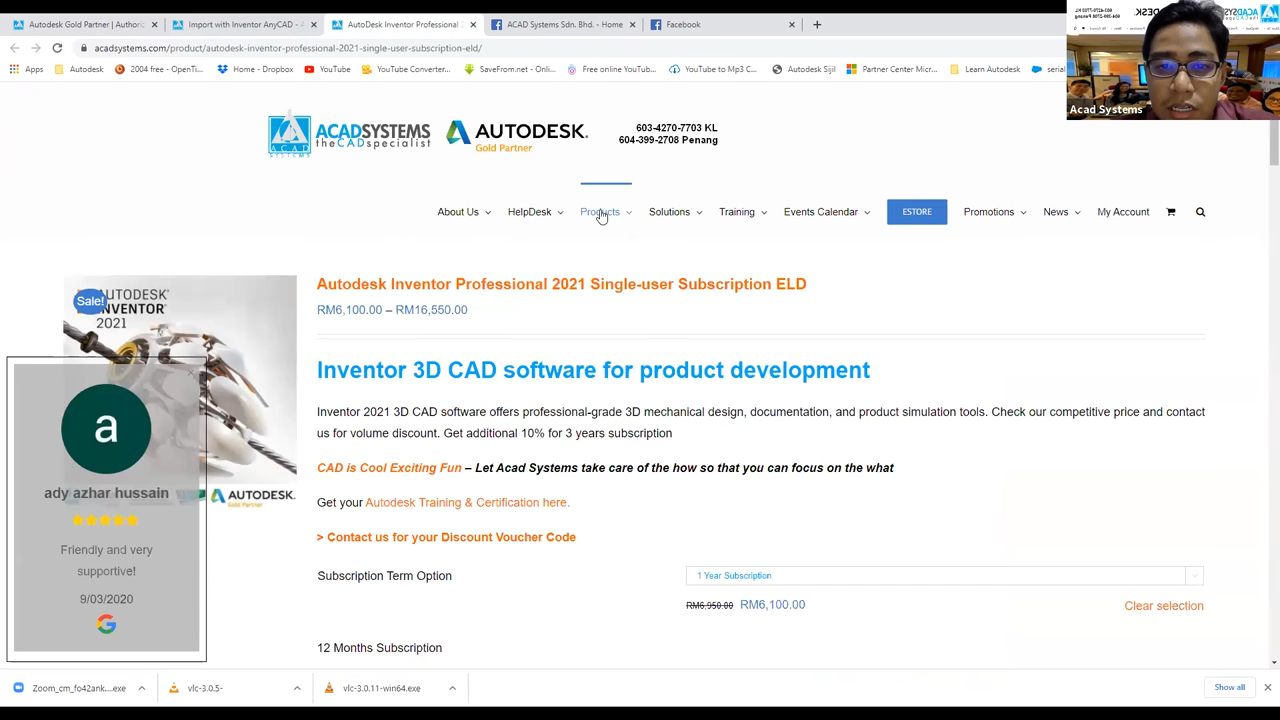 Autodesk Gold Partner | Authori
Import with Inventor AnyCAD - A
AutoDesk Inventor Professional 2
ACAD Systems Sdn. Bhd. - Home
Facebook
acadsystems.com/product/autodesk-inventor-professional-2021-single-user-subscription-eld/
Apps
Autodesk
2004 free - OpenTi...
Home - Dropbox
YouTube
YouTube Converter...
SaveFrom.net - Onli...
Free online YouTub...
YouTube to Mp3 C...
Autodesk Sijil
Partner Center Micr...
Learn Autodesk
serial
Acad Systems
ACAD SYSTEMS
ACADSYSTEMS
theCADspecialist
AUTODESK.
Gold Partner
603-4270-7703 KL
604-399-2708 Penang
About Us
HelpDesk
Products
Solutions
Training
Events Calendar
ESTORE
Promotions
News
My Account
Sale!
AUTODESK
INVENTOR
2021
AUTODESK.
Gold Partner
Autodesk Inventor Professional 2021 Single-user Subscription ELD
RM6,100.00 – RM16,550.00
Inventor 3D CAD software for product development
Inventor 2021 3D CAD software offers professional-grade 3D mechanical design, documentation, and product simulation tools. Check our competitive price and contact
us for volume discount. Get additional 10% for 3 years subscription
CAD is Cool Exciting Fun – Let Acad Systems take care of the how so that you can focus on the what
Get your Autodesk Training & Certification here.
> Contact us for your Discount Voucher Code
Subscription Term Option
1 Year Subscription
RM6,950.00 RM6,100.00
Clear selection
12 Months Subscription
a
ady azhar hussain
Friendly and very
supportive!
9/03/2020
Zoom_cm_fo42ank....exe
vlc-3.0.5-
vlc-3.0.11-win64.exe
Show all